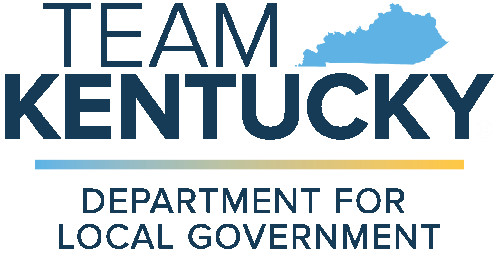 TEAM
KENTUCKY
DEPARTMENT FOR
LOCAL GOVERNMENT